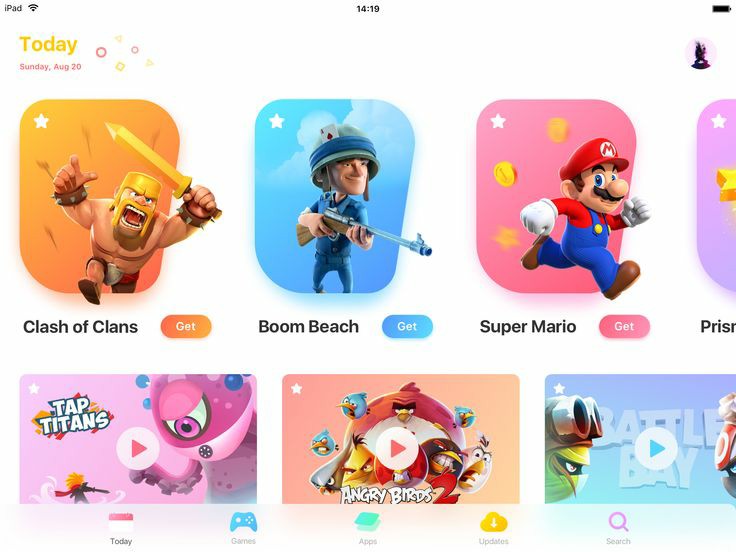 iPad
14:19
Today
Sunday, Aug 20
M
Clash of Clans
Get
Boom Beach
Get
Super Mario
Get
Prism
TAP
TITANS
ANGRY BIRDS 2
BATTLE
BAY
Today
Games
Apps
Updates
Search